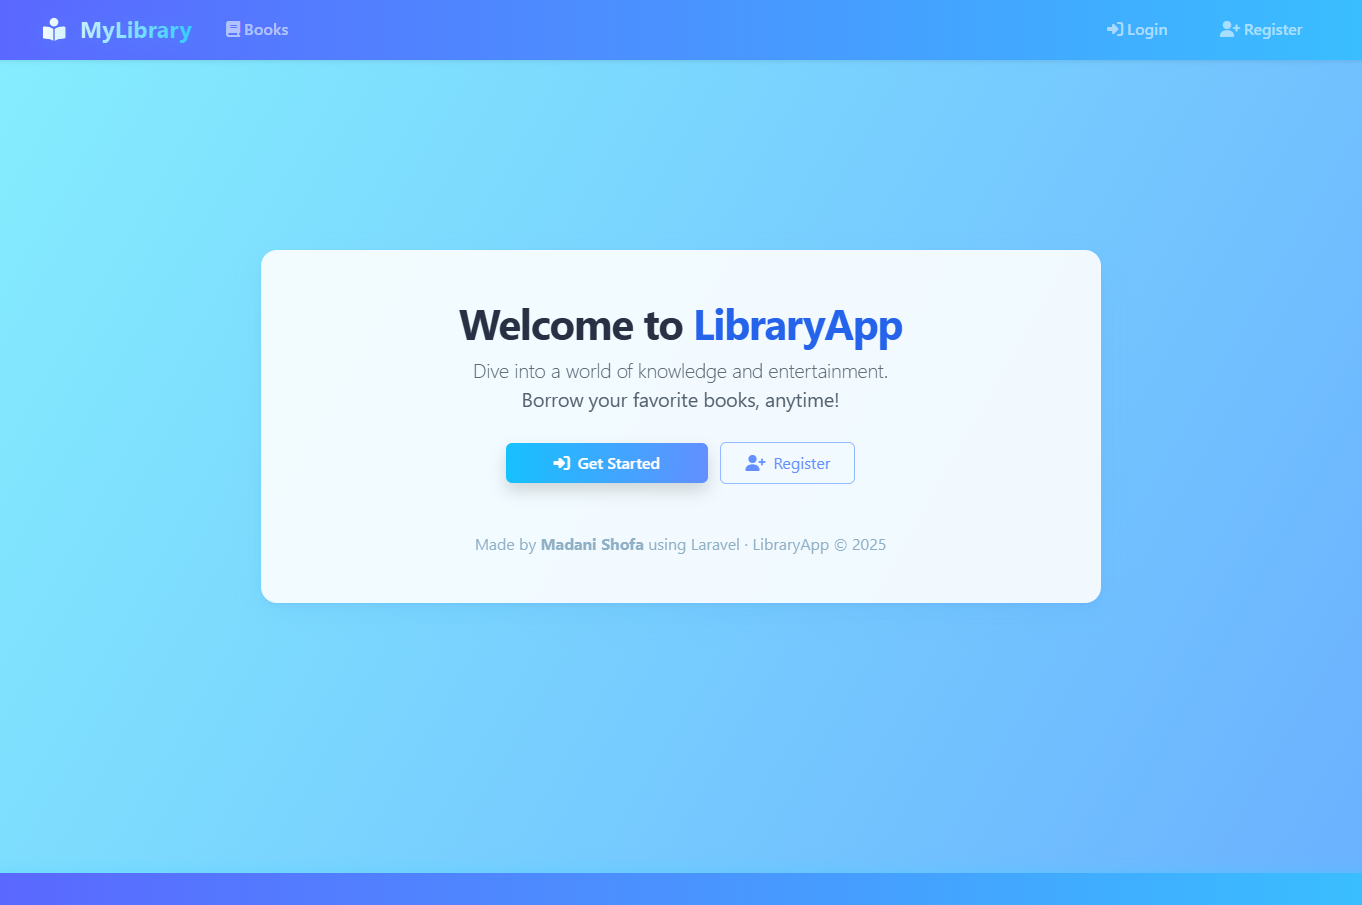 MyLibrary
Books
Login
Register
Welcome to LibraryApp
Dive into a world of knowledge and entertainment.
Borrow your favorite books, anytime!
Get Started
Register
Made by Madani Shofa using Laravel · LibraryApp © 2025